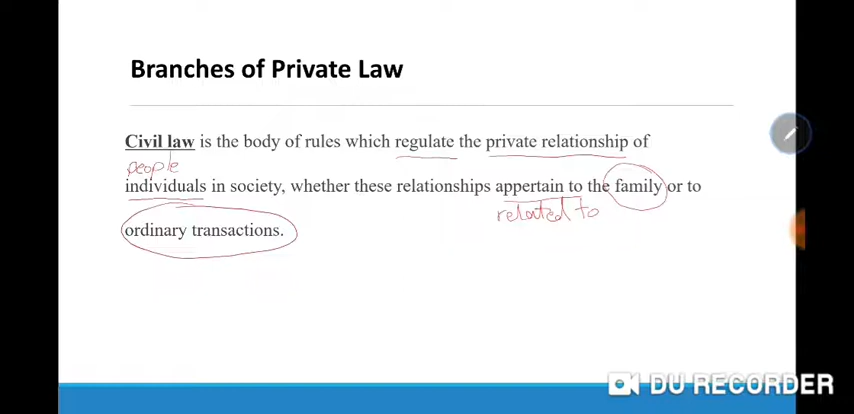 Branches of Private Law
Civil law is the body of rules which regulate the private relationship of
people
individuals in society, whether these relationships appertain to the family or to
related to
ordinary transactions.
DU RECORDER